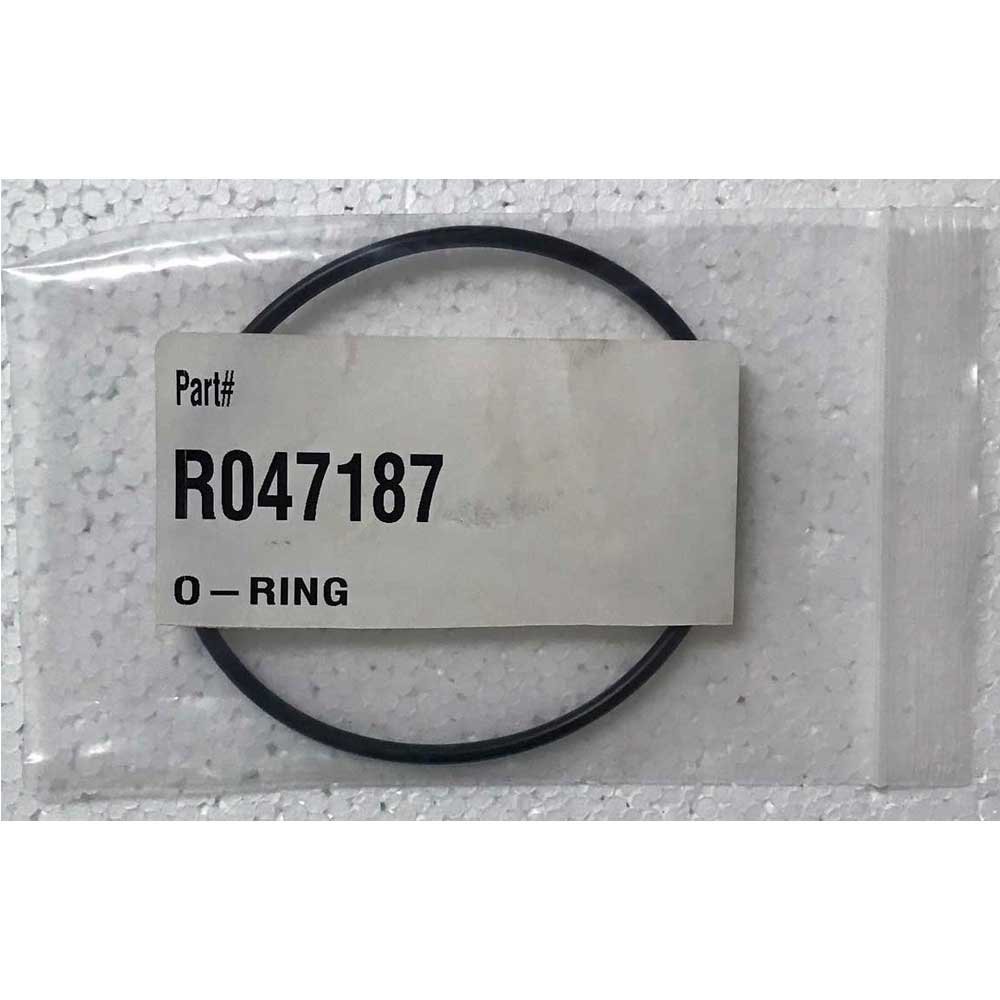 Part#
R047187
O-RING